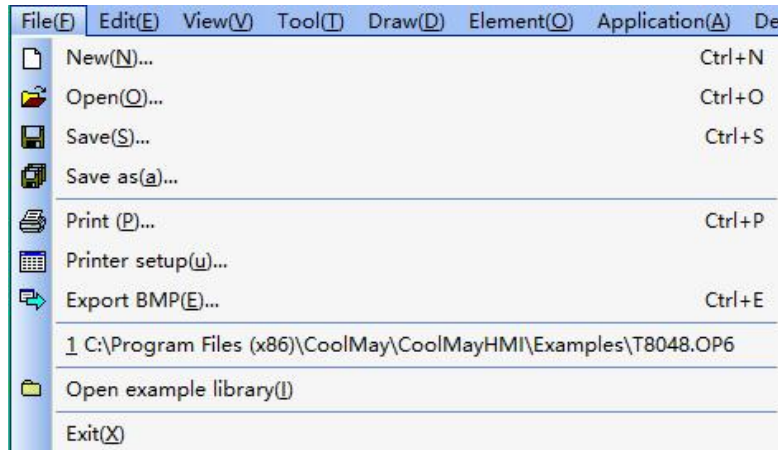 File(F) Edit(E) View(V) Tool(T) Draw(D) Element(O) Application(A) De
New(N)... Ctrl+N
Open(O)... Ctrl+O
Save(S)... Ctrl+S
Save as(a)...
Print (P)... Ctrl+P
Printer setup(u)...
Export BMP(E)... Ctrl+E
1 C:\Program Files (x86)\CoolMay\CoolMayHMI\Examples\T8048.OP6
Open example library(I)
Exit(X)